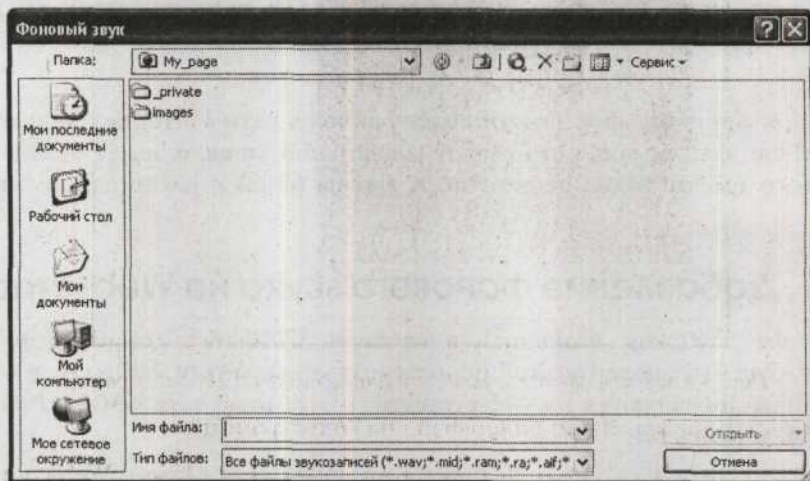 Фоновый звук
Папка: My_page Сервис
_private
images
Мои последние документы
Рабочий стол
Мои документы
Мой компьютер
Мое сетевое окружение
Имя файла:
Открыть
Тип файлов: Все файлы звукозаписей (*.wav;*.mid;*.ram;*.ra;*.aif;*
Отмена